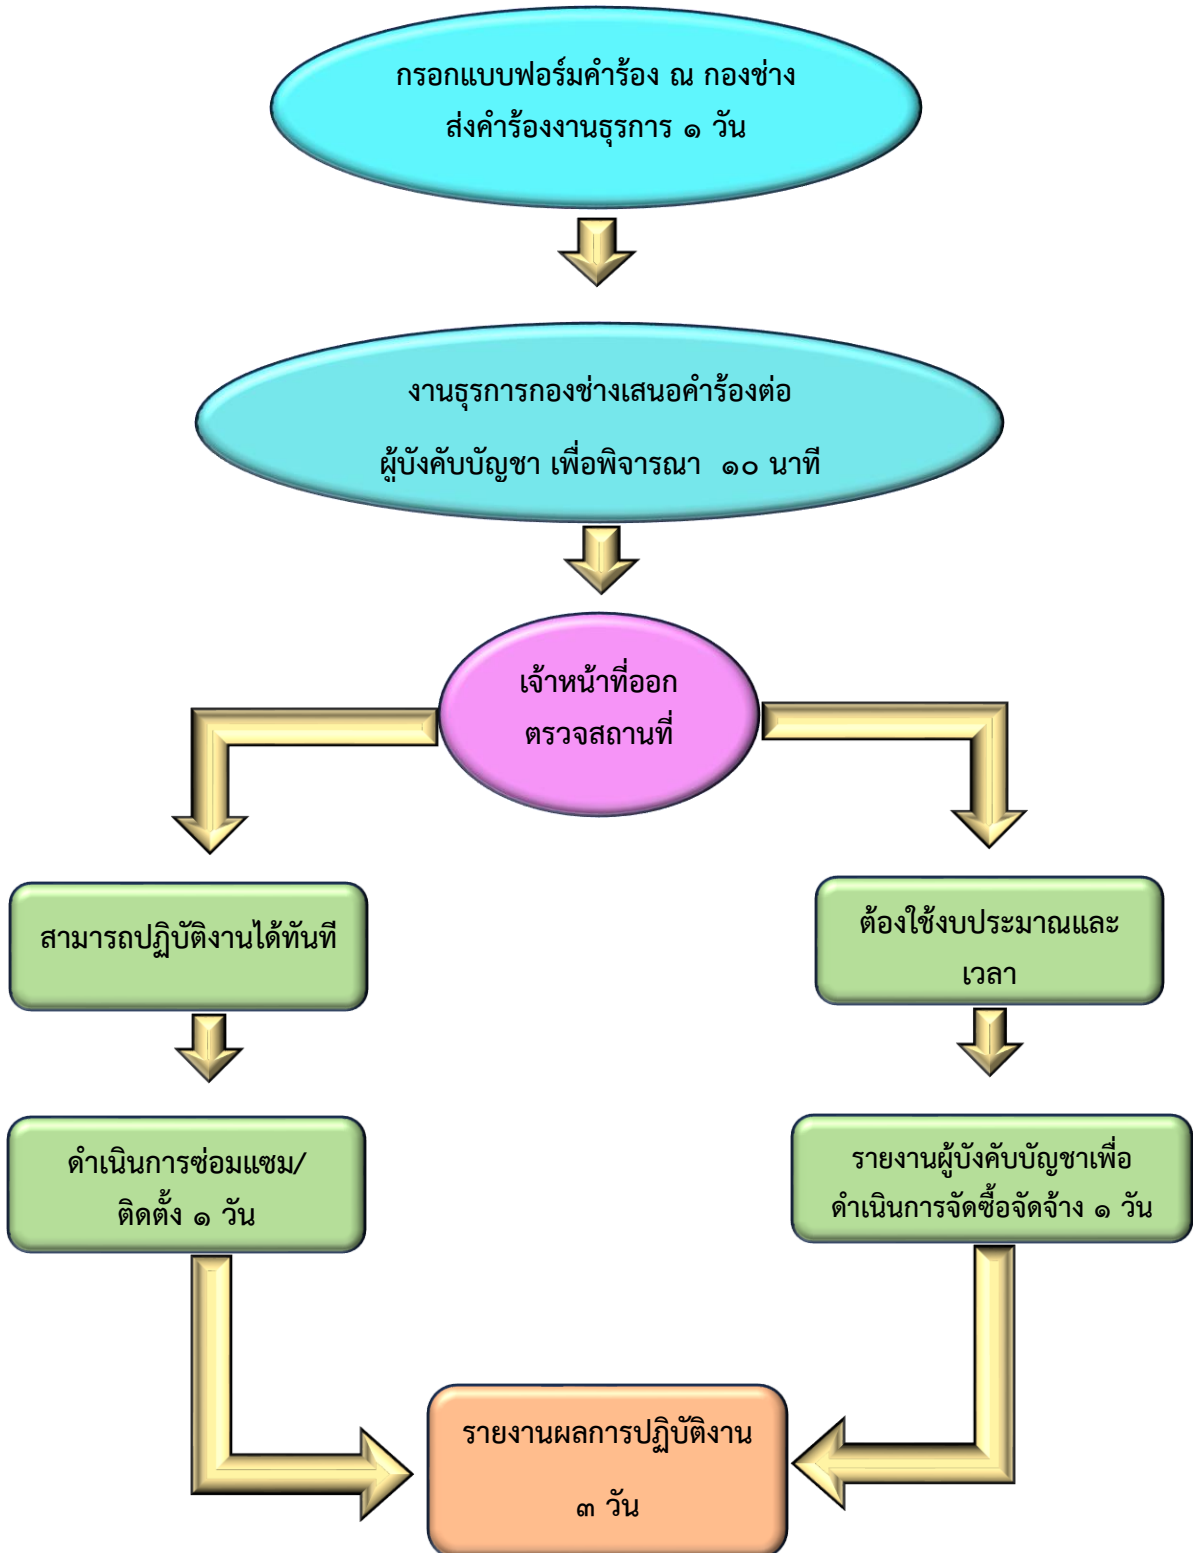 กรอกแบบฟอร์มคำร้อง ณ กองช่าง
ส่งคำร้องงานธุรการ ๑ วัน
งานธุรการกองช่างเสนอคำร้องต่อ
ผู้บังคับบัญชา เพื่อพิจารณา ๑๐ นาที
เจ้าหน้าที่ออก
ตรวจสถานที่
สามารถปฏิบัติงานได้ทันที
ต้องใช้งบประมาณและ
เวลา
ดำเนินการซ่อมแซม/
ติดตั้ง ๑ วัน
รายงานผู้บังคับบัญชาเพื่อ
ดำเนินการจัดซื้อจัดจ้าง ๑ วัน
รายงานผลการปฏิบัติงาน
๓ วัน